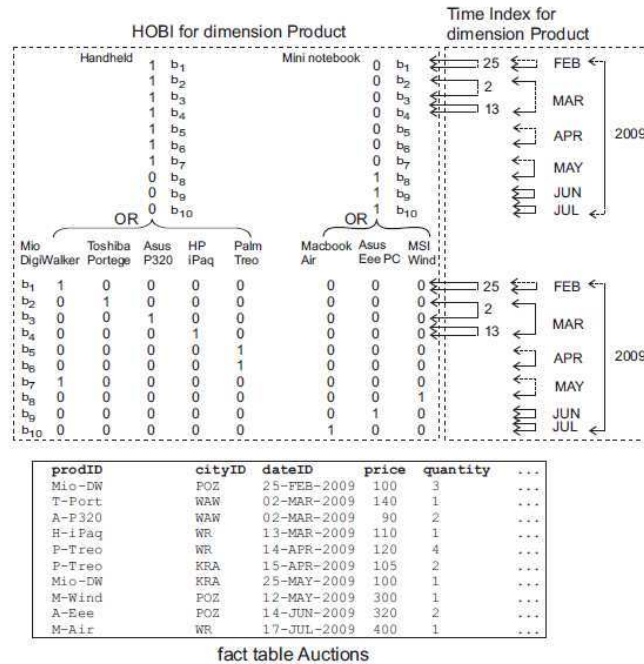 HOBI for dimension Product
Time Index for
dimension Product
Handheld
Mini notebook
1 b1 0 b1 25 FEB
1 b2 0 b2 2
1 b3 0 b3 MAR
1 b4 0 b4 13
1 b5 0 b5 APR 2009
1 b6 0 b6
1 b7 0 b7 MAY
0 b8 1 b8
0 b9 1 b9 JUN
0 b10 1 b10 JUL
OR OR
Mio Toshiba Asus HP Palm Macbook Asus MSI
DigiWalker Portege P320 iPaq Treo Air Eee PC Wind
b1 1 0 0 0 0 0 0 0 25 FEB
b2 0 1 0 0 0 0 0 0 2
b3 0 0 1 0 0 0 0 0 MAR
b4 0 0 0 1 0 0 0 0 13
b5 0 0 0 0 1 0 0 0
b6 0 0 0 0 1 0 0 0 APR 2009
b7 1 0 0 0 0 0 0 0 MAY
b8 0 0 0 0 0 0 0 1
b9 0 0 0 0 0 0 1 0 JUN
b10 0 0 0 0 0 1 0 0 JUL
prodID cityID dateID price quantity ...
Mio-DW POZ 25-FEB-2009 100 3 ...
T-Port WAW 02-MAR-2009 140 1 ...
A-P320 WAW 02-MAR-2009 90 2 ...
H-iPaq WR 13-MAR-2009 110 1 ...
P-Treo WR 14-APR-2009 120 4 ...
P-Treo KRA 15-APR-2009 105 2 ...
Mio-DW KRA 25-MAY-2009 100 1 ...
M-Wind POZ 12-MAY-2009 300 1 ...
A-Eee POZ 14-JUN-2009 320 2 ...
M-Air WR 17-JUL-2009 400 1 ...
fact table Auctions